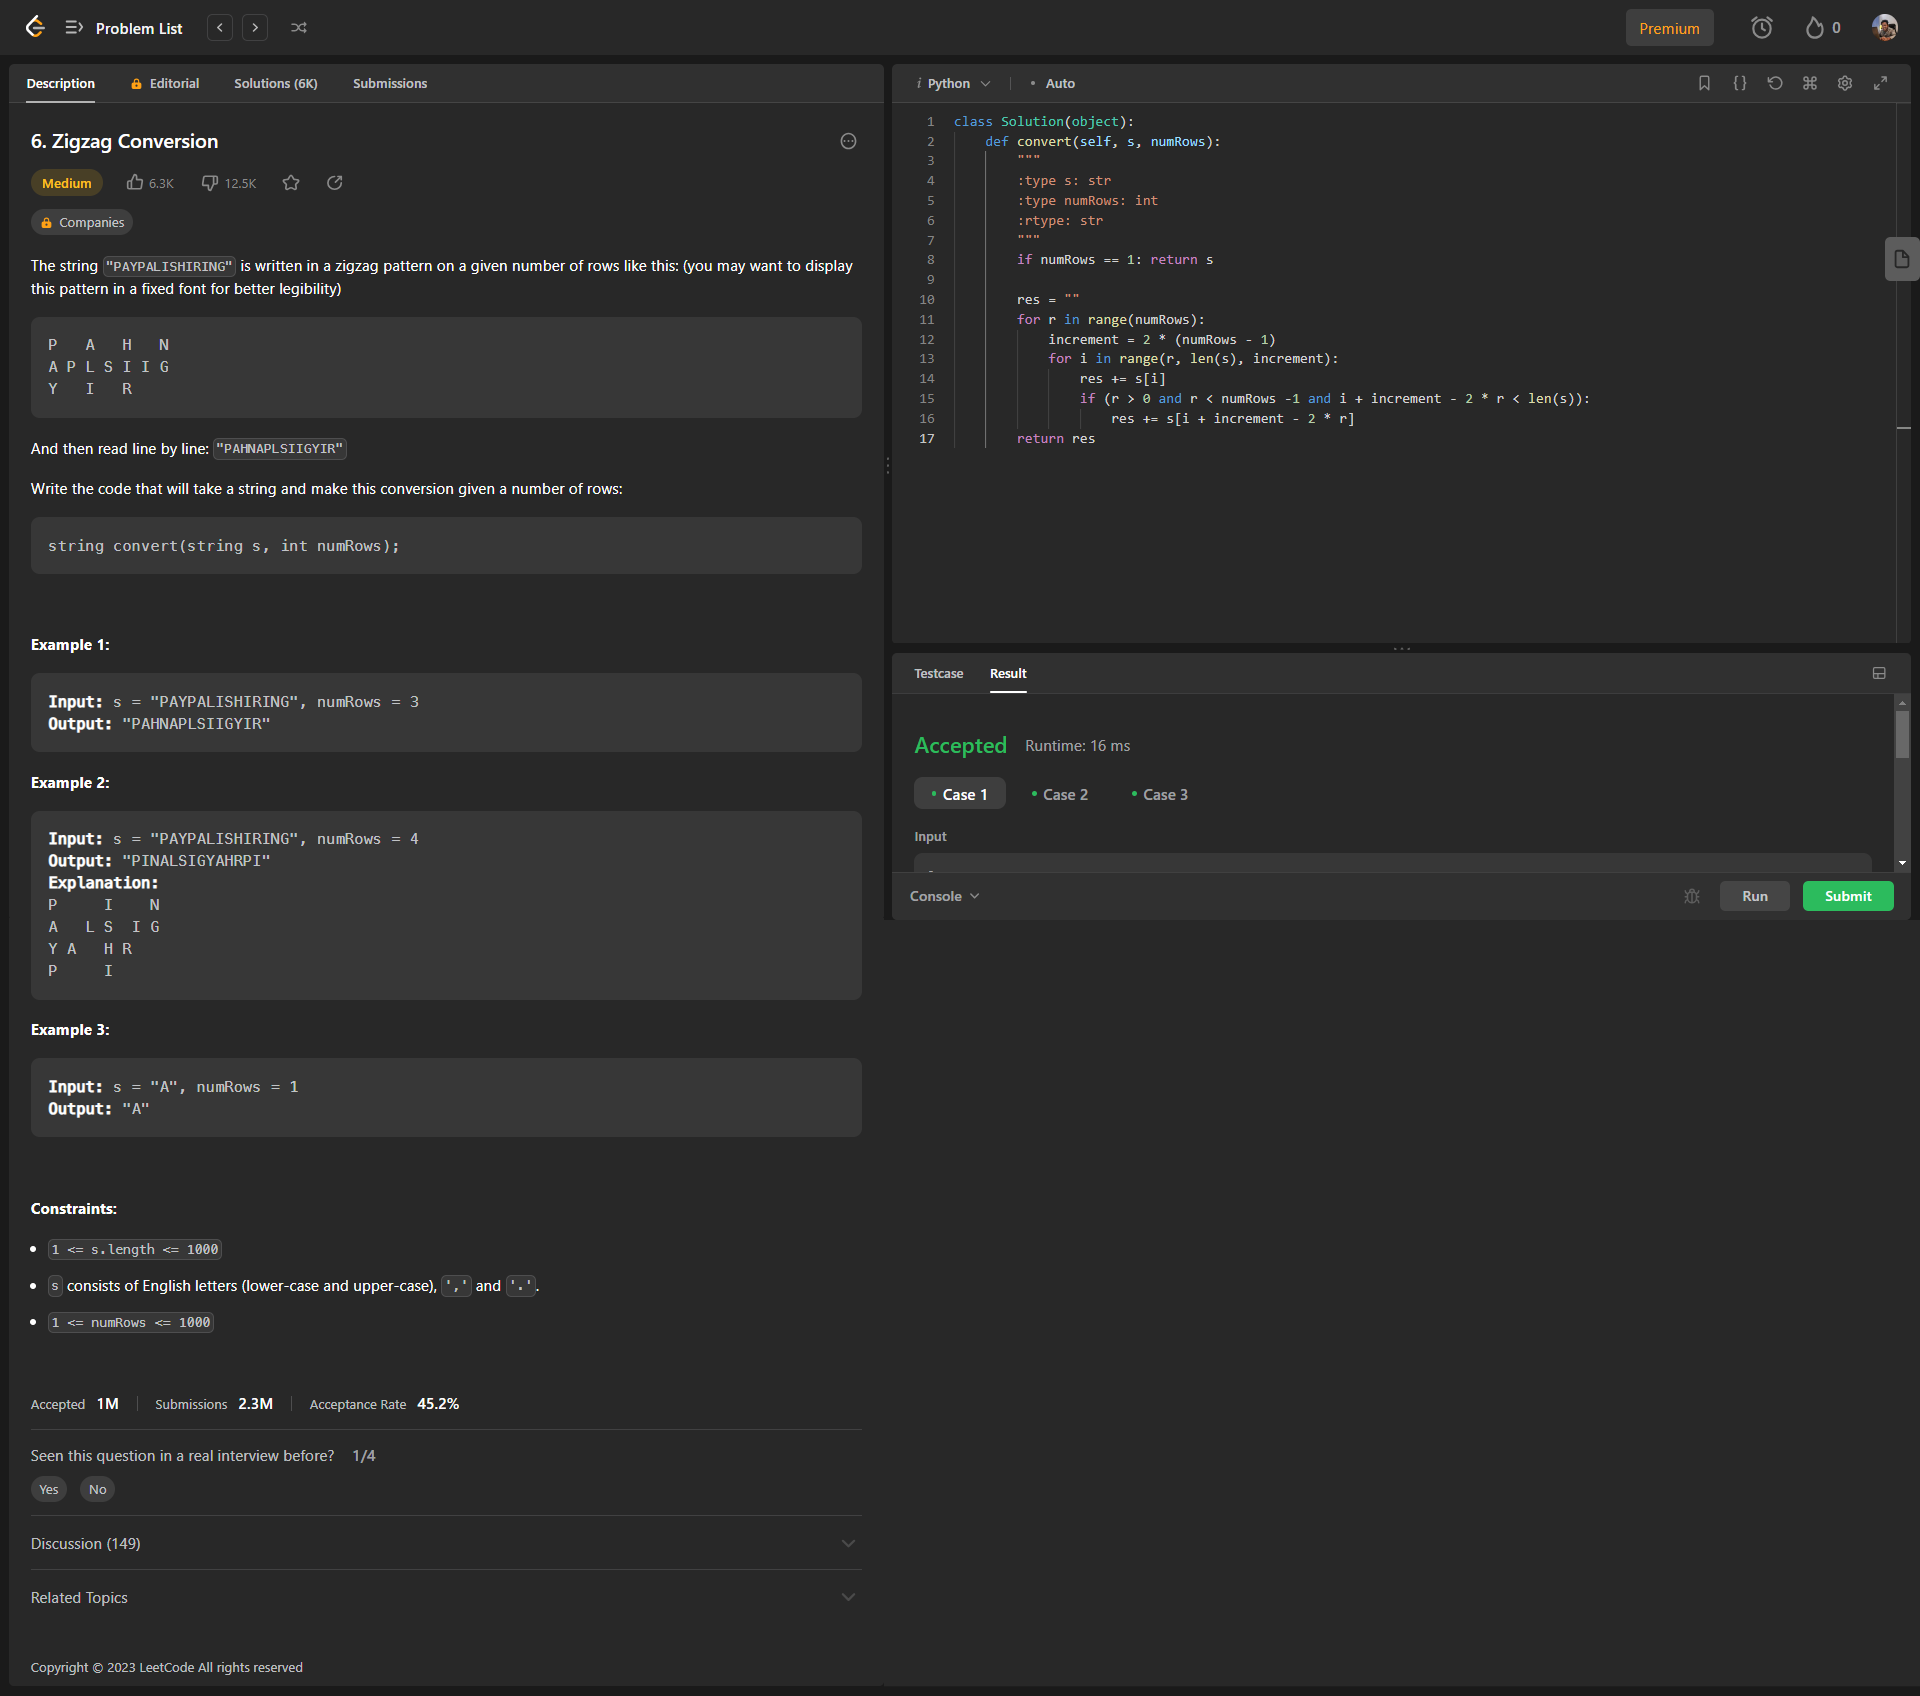 Problem List
Premium
0
Description Editorial Solutions (6K) Submissions
6. Zigzag Conversion
Medium 6.3K 12.5K
Companies
The string "PAYPALISHIRING" is written in a zigzag pattern on a given number of rows like this: (you may want to display
this pattern in a fixed font for better legibility)
P   A   H   N
A P L S I I G
Y   I   R
And then read line by line: "PAHNAPLSIIGYIR"
Write the code that will take a string and make this conversion given a number of rows:
string convert(string s, int numRows);
Example 1:
Input: s = "PAYPALISHIRING", numRows = 3
Output: "PAHNAPLSIIGYIR"
Example 2:
Input: s = "PAYPALISHIRING", numRows = 4
Output: "PINALSIGYAHRPI"
Explanation:
P     I    N
A   L S  I G
Y A   H R
P     I
Example 3:
Input: s = "A", numRows = 1
Output: "A"
Constraints:
1 <= s.length <= 1000
s consists of English letters (lower-case and upper-case), ',' and '.'.
1 <= numRows <= 1000
Accepted 1M Submissions 2.3M Acceptance Rate 45.2%
Seen this question in a real interview before? 1/4
Yes No
Discussion (149)
Related Topics
Copyright © 2023 LeetCode All rights reserved
i Python • Auto
{}
1 class Solution(object):
2     def convert(self, s, numRows):
3         """
4         :type s: str
5         :type numRows: int
6         :rtype: str
7         """
8         if numRows == 1: return s
9
10         res = ""
11         for r in range(numRows):
12             increment = 2 * (numRows - 1)
13             for i in range(r, len(s), increment):
14                 res += s[i]
15                 if (r > 0 and r < numRows -1 and i + increment - 2 * r < len(s)):
16                     res += s[i + increment - 2 * r]
17         return res
Testcase Result
Accepted Runtime: 16 ms
• Case 1 • Case 2 • Case 3
Input
Console
Run Submit